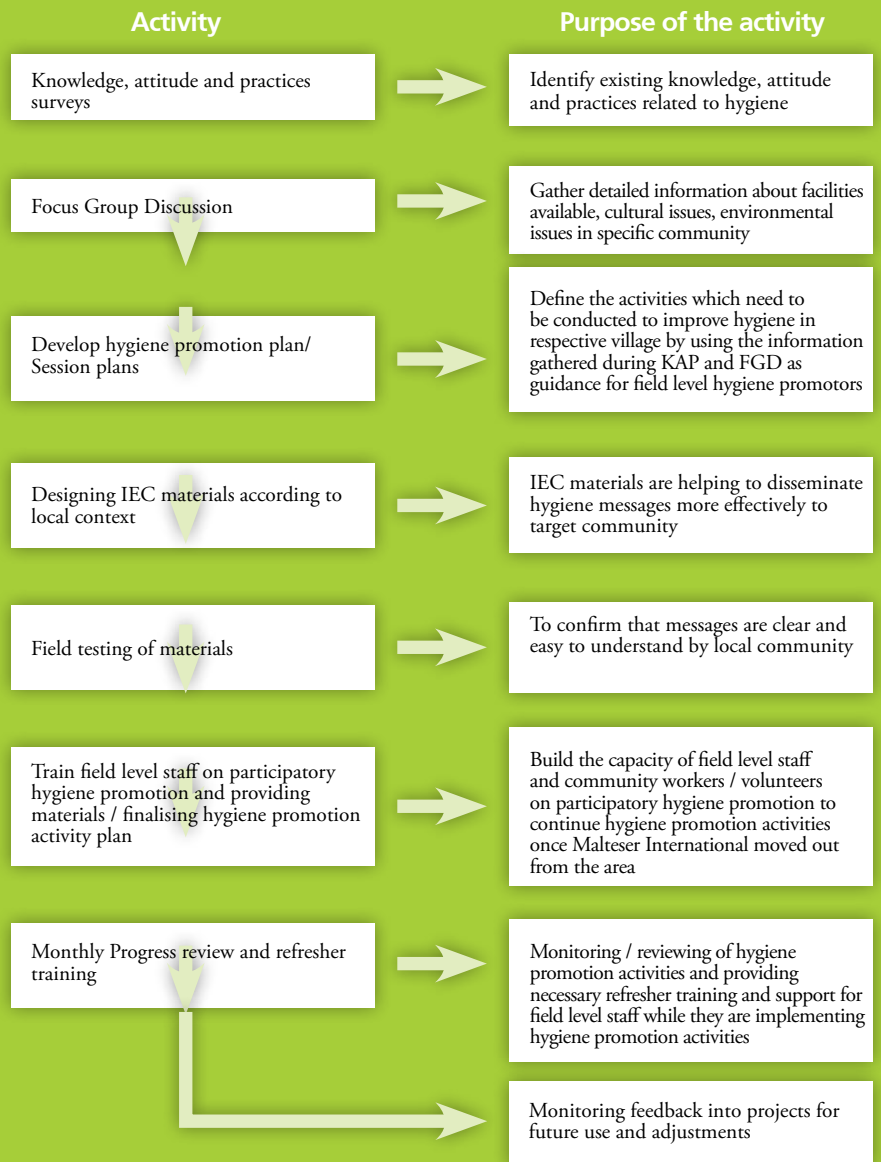 Activity
Purpose of the activity
Knowledge, attitude and practices
surveys
Identify existing knowledge, attitude
and practices related to hygiene
Focus Group Discussion
Gather detailed information about facilities
available, cultural issues, environmental
issues in specific community
Develop hygiene promotion plan/
Session plans
Define the activities which need to
be conducted to improve hygiene in
respective village by using the information
gathered during KAP and FGD as
guidance for field level hygiene promotors
Designing IEC materials according to
local context
IEC materials are helping to disseminate
hygiene messages more effectively to
target community
Field testing of materials
To confirm that messages are clear and
easy to understand by local community
Train field level staff on participatory
hygiene promotion and providing
materials / finalising hygiene promotion
activity plan
Build the capacity of field level staff
and community workers / volunteers
on participatory hygiene promotion to
continue hygiene promotion activities
once Malteser International moved out
from the area
Monthly Progress review and refresher
training
Monitoring / reviewing of hygiene
promotion activities and providing
necessary refresher training and support for
field level staff while they are implementing
hygiene promotion activities
Monitoring feedback into projects for
future use and adjustments